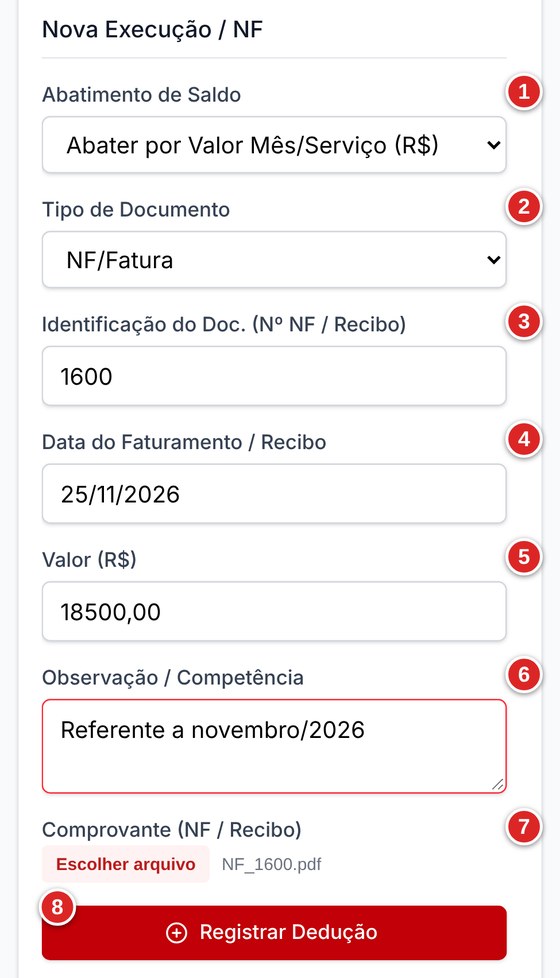 Nova Execução / NF
Abatimento de Saldo
1
Abater por Valor Mês/Serviço (R$)
Tipo de Documento
2
NF/Fatura
Identificação do Doc. (Nº NF / Recibo)
3
1600
Data do Faturamento / Recibo
4
25/11/2026
Valor (R$)
5
18500,00
Observação / Competência
6
Referente a novembro/2026
Comprovante (NF / Recibo)
7
Escolher arquivo NF_1600.pdf
8
Registrar Dedução